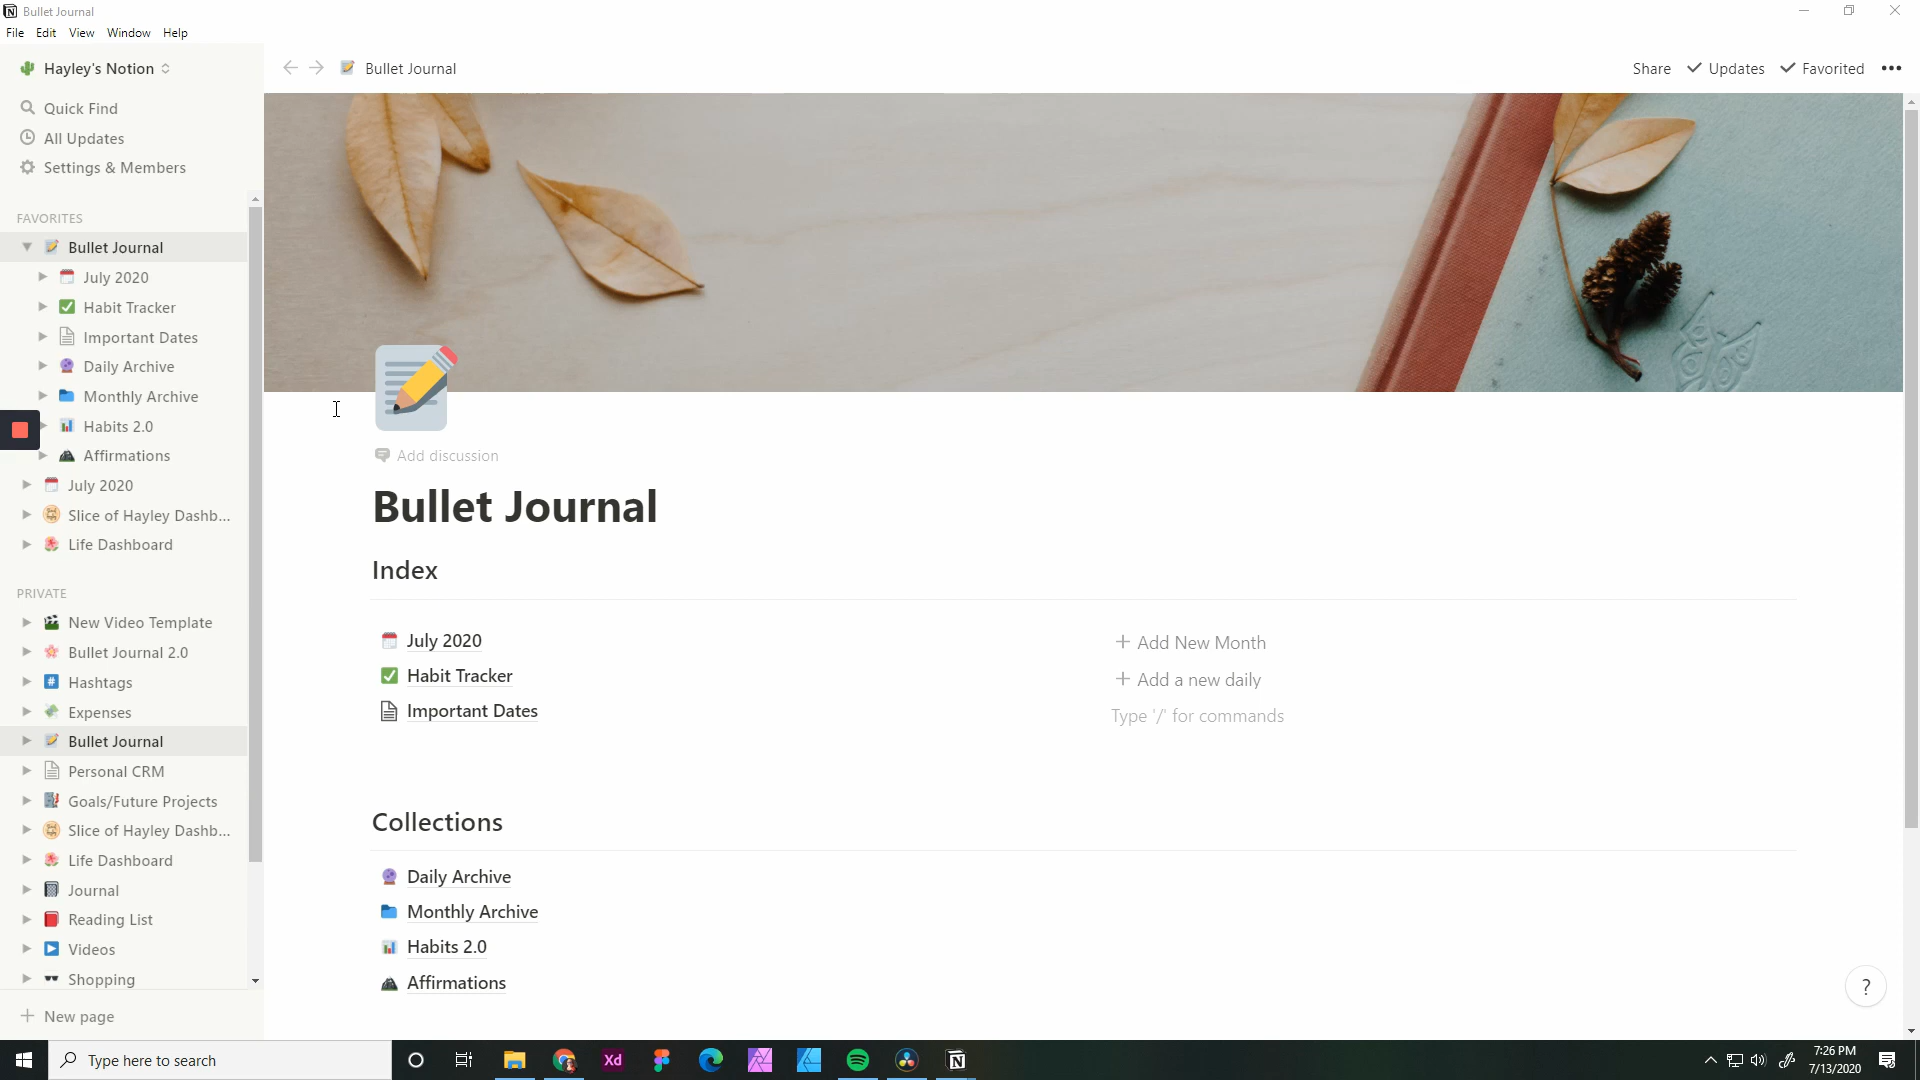 Bullet Journal
File Edit View Window Help
Hayley's Notion
Bullet Journal
Share Updates Favorited
Quick Find
All Updates
Settings & Members
FAVORITES
Bullet Journal
July 2020
Habit Tracker
Important Dates
Daily Archive
Monthly Archive
Habits 2.0
Affirmations
July 2020
Slice of Hayley Dashb...
Life Dashboard
PRIVATE
New Video Template
Bullet Journal 2.0
Hashtags
Expenses
Bullet Journal
Personal CRM
Goals/Future Projects
Slice of Hayley Dashb...
Life Dashboard
Journal
Reading List
Videos
Shopping
+ New page
Add discussion
Bullet Journal
Index
July 2020
Habit Tracker
Important Dates
+ Add New Month
+ Add a new daily
Type '/' for commands
Collections
Daily Archive
Monthly Archive
Habits 2.0
Affirmations
?
Type here to search
Xd
7:26 PM
7/13/2020